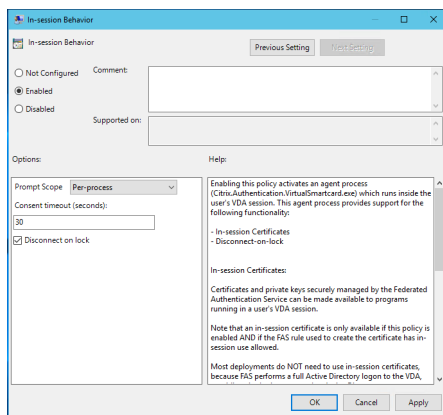 In-session Behavior
In-session Behavior
Previous Setting
Next Setting
Not Configured
Comment:
Enabled
Disabled
Supported on:
Options:
Help:
Prompt Scope
Per-process
Consent timeout (seconds):
30
Disconnect on lock
Enabling this policy activates an agent process
(Citrix.Authentication.VirtualSmartcard.exe) which runs inside the
user's VDA session. This agent process provides support for the
following functionality:
- In-session Certificates
- Disconnect-on-lock
In-session Certificates:
Certificates and private keys securely managed by the Federated
Authentication Service can be made available to programs
running in a user's VDA session.
Note that an in-session certificate is only available if this policy is
enabled AND if the FAS rule used to create the certificate has in-
session use allowed.
Most deployments do NOT need to use in-session certificates,
because FAS performs a full Active Directory logon to the VDA,
OK
Cancel
Apply